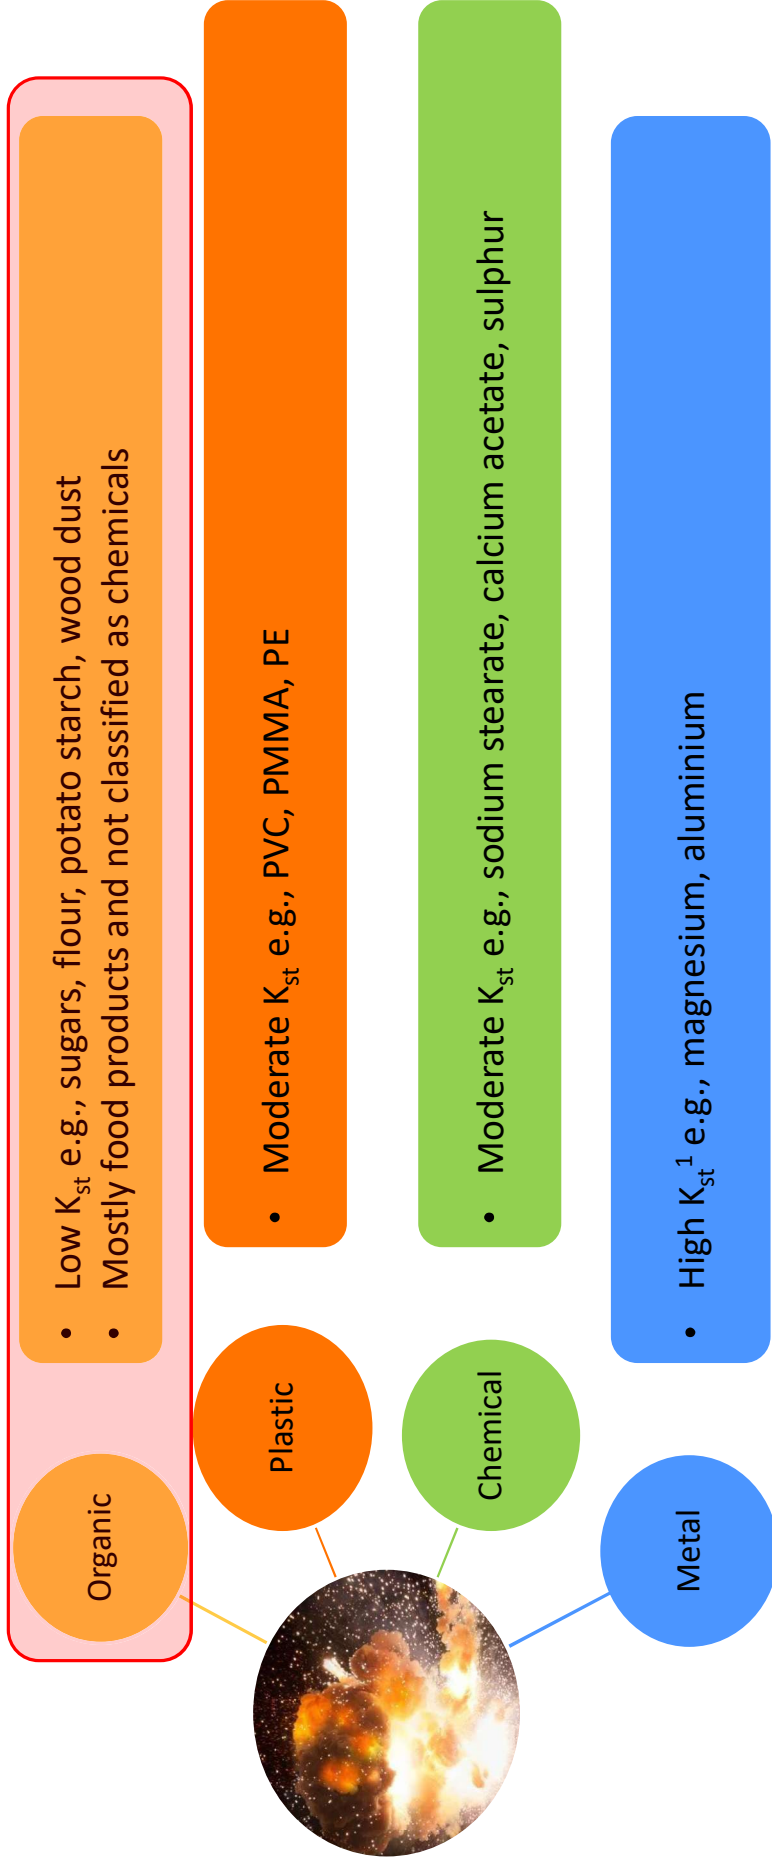 Organic
• Low Kst e.g., sugars, flour, potato starch, wood dust
• Mostly food products and not classified as chemicals
Plastic
• Moderate Kst e.g., PVC, PMMA, PE
Chemical
• Moderate Kst e.g., sodium stearate, calcium acetate, sulphur
Metal
• High Kst1 e.g., magnesium, aluminium